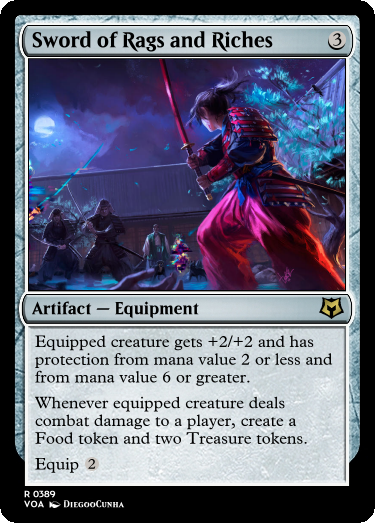 Sword of Rags and Riches 3
Artifact — Equipment
Equipped creature gets +2/+2 and has
protection from mana value 2 or less and
from mana value 6 or greater.
Whenever equipped creature deals
combat damage to a player, create a
Food token and two Treasure tokens.
Equip 2
R 0389
VOA DiegooCunha